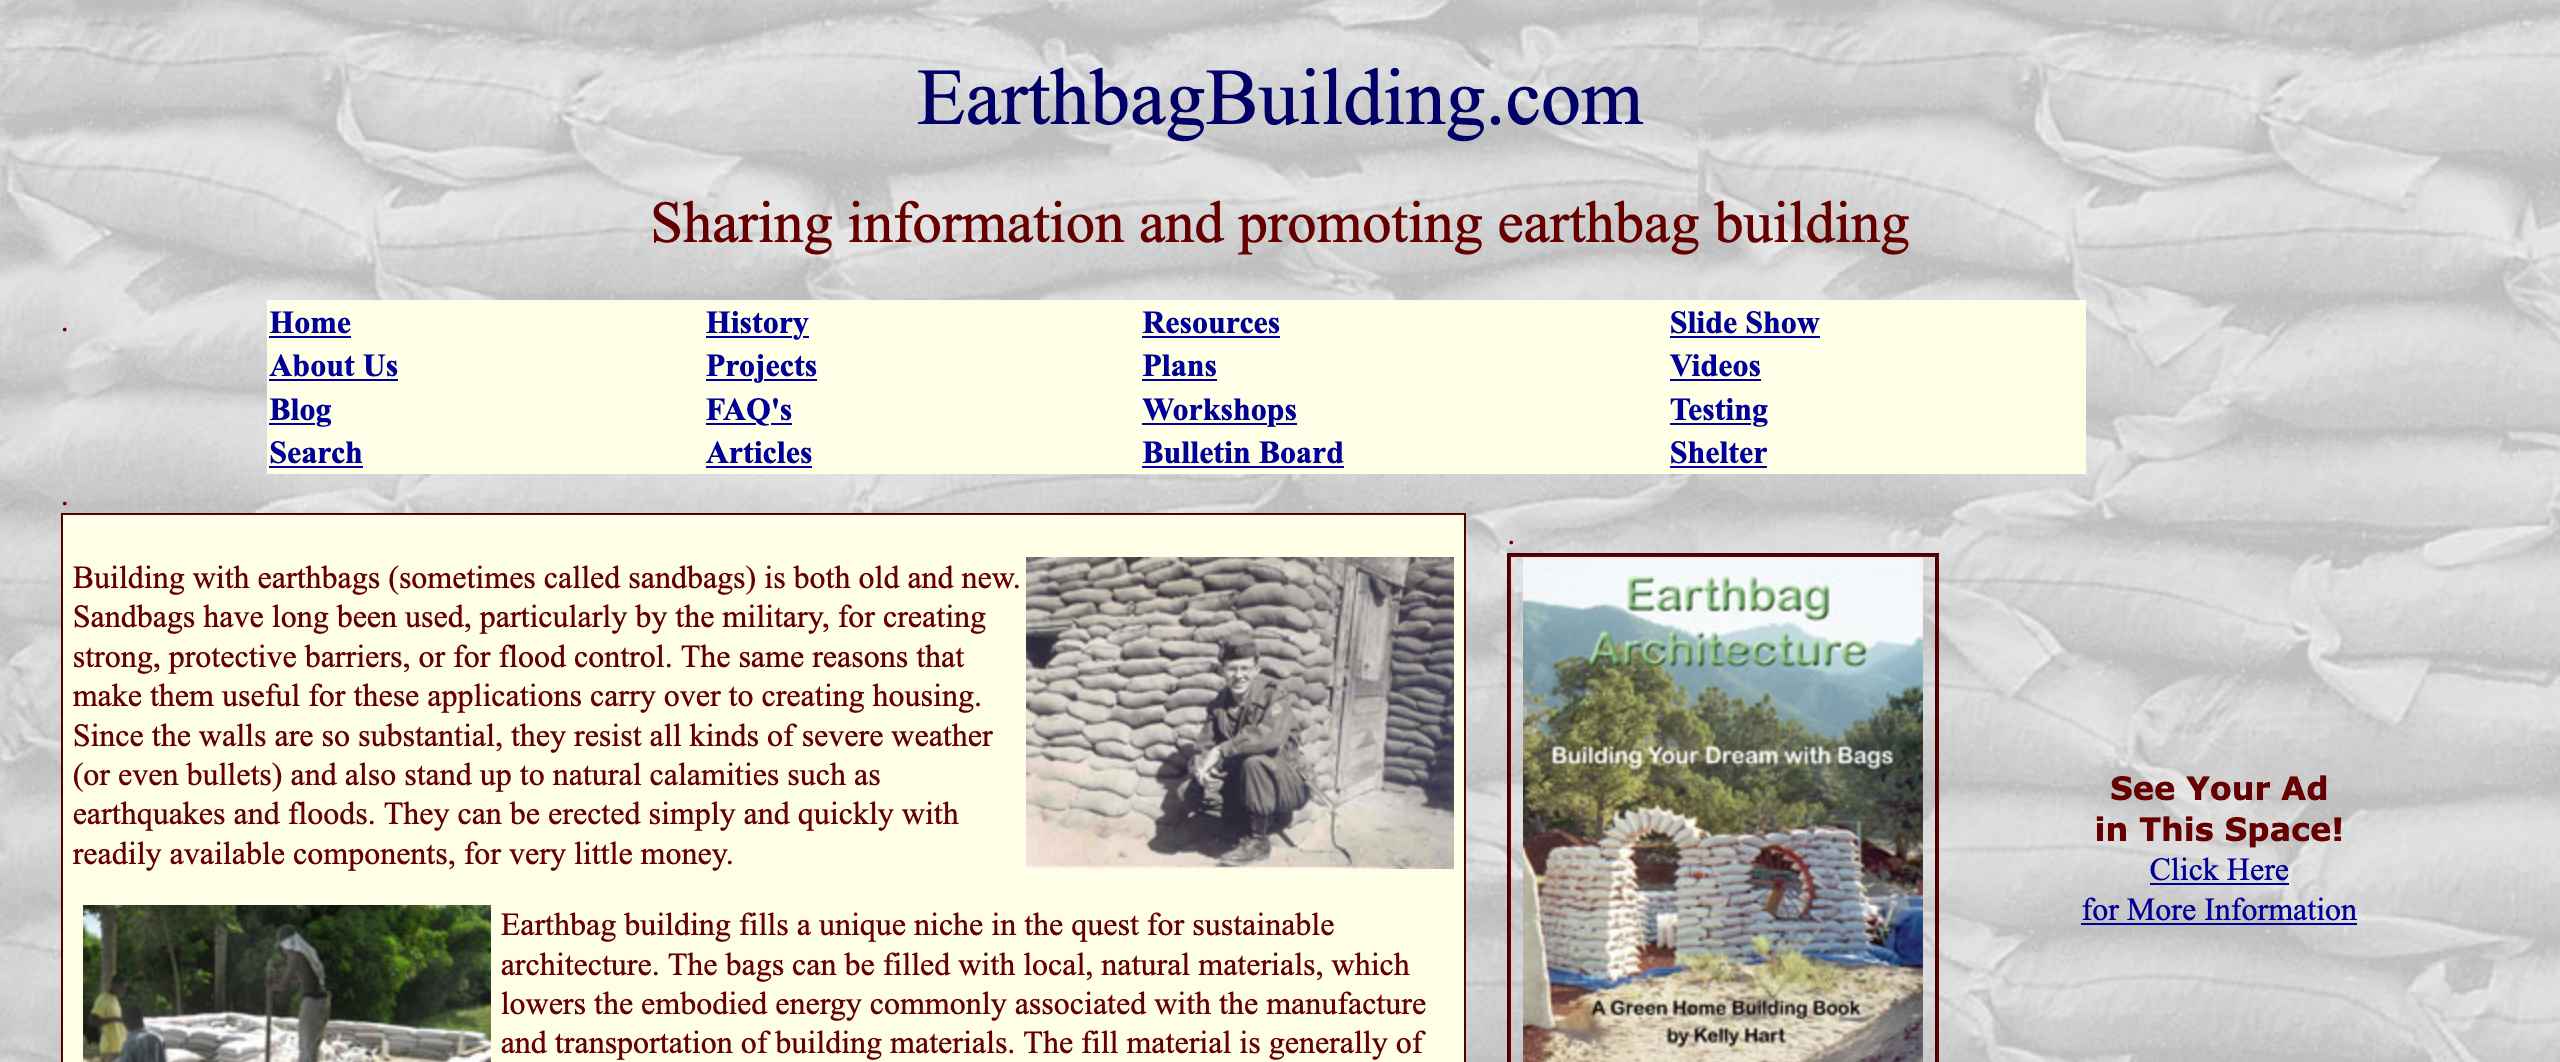 EarthbagBuilding.com
Sharing information and promoting earthbag building
.
Home History Resources Slide Show
About Us Projects Plans Videos
Blog FAQ's Workshops Testing
Search Articles Bulletin Board Shelter
.
Building with earthbags (sometimes called sandbags) is both old and new.
Sandbags have long been used, particularly by the military, for creating
strong, protective barriers, or for flood control. The same reasons that
make them useful for these applications carry over to creating housing.
Since the walls are so substantial, they resist all kinds of severe weather
(or even bullets) and also stand up to natural calamities such as
earthquakes and floods. They can be erected simply and quickly with
readily available components, for very little money.
Earthbag building fills a unique niche in the quest for sustainable
architecture. The bags can be filled with local, natural materials, which
lowers the embodied energy commonly associated with the manufacture
and transportation of building materials. The fill material is generally of
.
Earthbag
Architecture
Building Your Dream with Bags
A Green Home Building Book
by Kelly Hart
See Your Ad
in This Space!
Click Here
for More Information